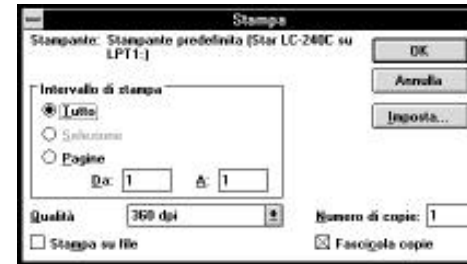 Stampa
Stampante: Stampante predefinita (Star LC-240C su
LPT1:)
OK
Annulla
Imposta...
Intervallo di stampa
Tutto
Selezione
Pagine
Da: 1 A: 1
Qualità 360 dpi
Numero di copie: 1
Stampa su file
Fascicola copie